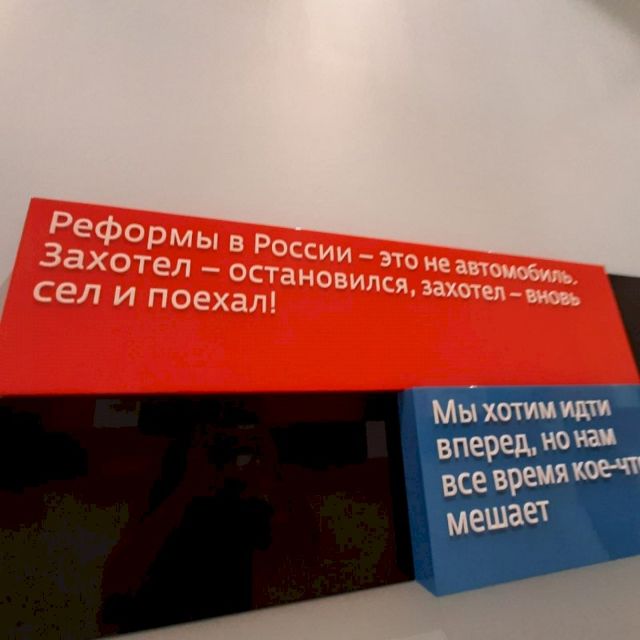 Реформы в России – это не автомобиль.
Захотел – остановился, захотел – вновь
сел и поехал!
Мы хотим идти
вперед, но нам
все время кое-что
мешает